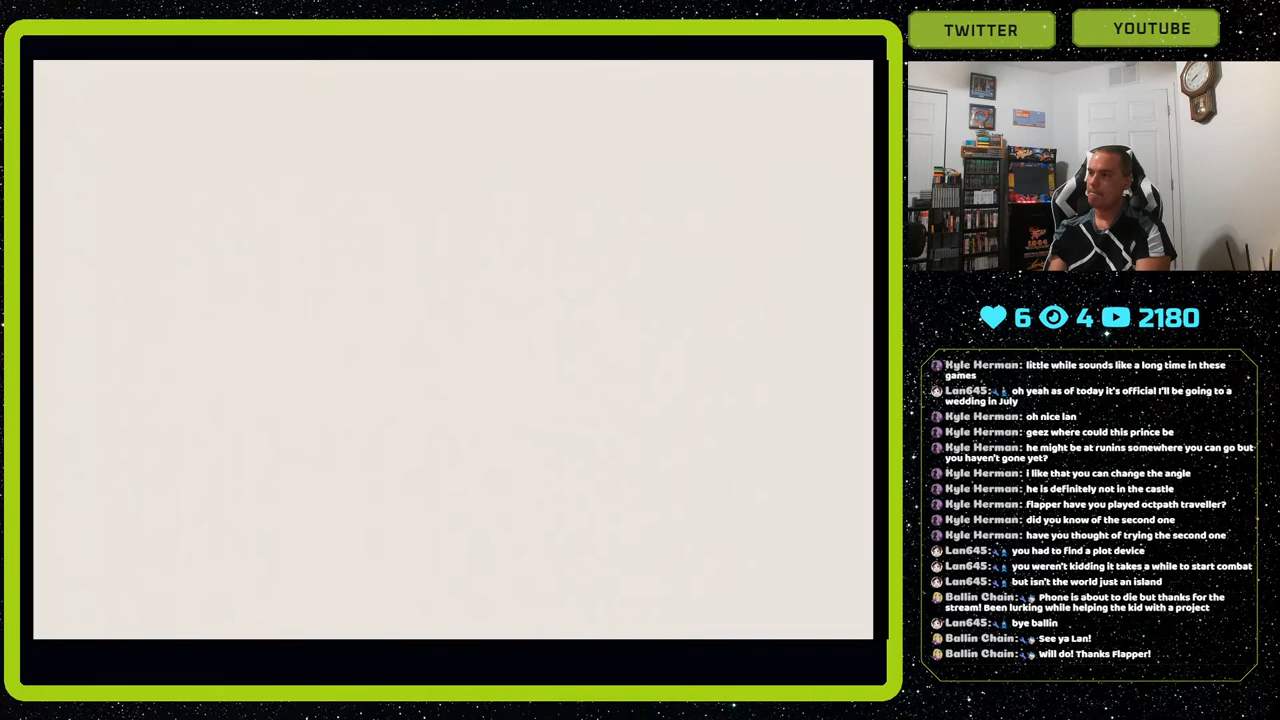 TWITTER
YOUTUBE
6 4 2180
Kyle Herman: little while sounds like a long time in these
games
Lan645: oh yeah as of today it's official I'll be going to a
wedding in July
Kyle Herman: oh nice lan
Kyle Herman: geez where could this prince be
Kyle Herman: he might be at runins somewhere you can go but
you haven't gone yet?
Kyle Herman: i like that you can change the angle
Kyle Herman: he is definitely not in the castle
Kyle Herman: flapper have you played octpath traveller?
Kyle Herman: did you know of the second one
Kyle Herman: have you thought of trying the second one
Lan645: you had to find a plot device
Lan645: you weren't kidding it takes a while to start combat
Lan645: but isn't the world just an island
Ballin Chain: Phone is about to die but thanks for the
stream! Been lurking while helping the kid with a project
Lan645: bye ballin
Ballin Chain: See ya Lan!
Ballin Chain: Will do! Thanks Flapper!